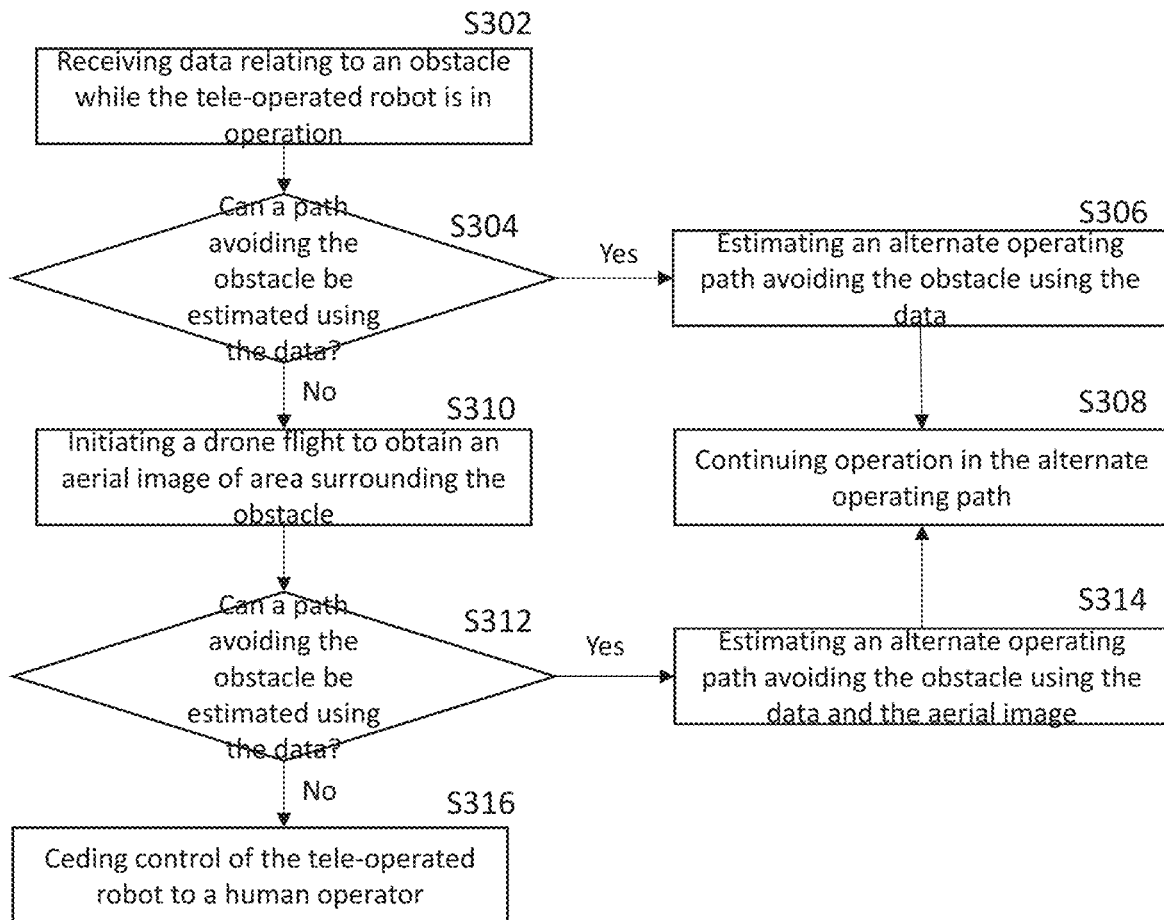 S302
Receiving data relating to an obstacle
while the tele-operated robot is in
operation
S304
Can a path
avoiding the
obstacle be
estimated using
the data?
Yes
S306
Estimating an alternate operating
path avoiding the obstacle using the
data
No
S310
Initiating a drone flight to obtain an
aerial image of area surrounding the
obstacle
S308
Continuing operation in the alternate
operating path
S312
Can a path
avoiding the
obstacle be
estimated using
the data?
Yes
S314
Estimating an alternate operating
path avoiding the obstacle using the
data and the aerial image
No
S316
Ceding control of the tele-operated
robot to a human operator